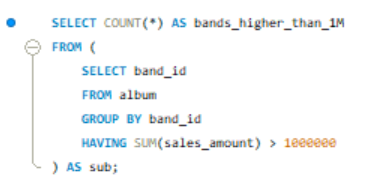 SELECT COUNT(*) AS bands_higher_than_1M
FROM (
SELECT band_id
FROM album
GROUP BY band_id
HAVING SUM(sales_amount) > 1000000
) AS sub;